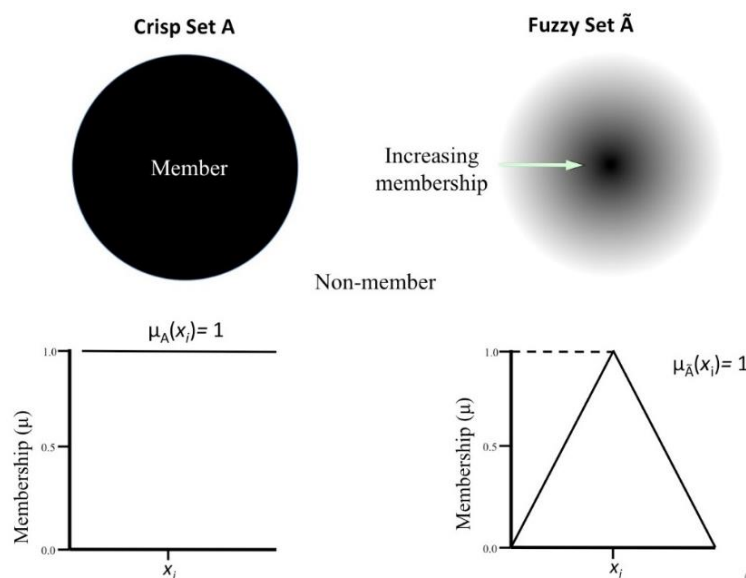 Crisp Set A
Fuzzy Set Ã
Member
Increasing
membership
Non-member
μA(xi)= 1
1.0
0.5
0.0
Membership (μ)
xi
μÃ(xi)= 1
1.0
0.5
0.0
Membership (μ)
xi